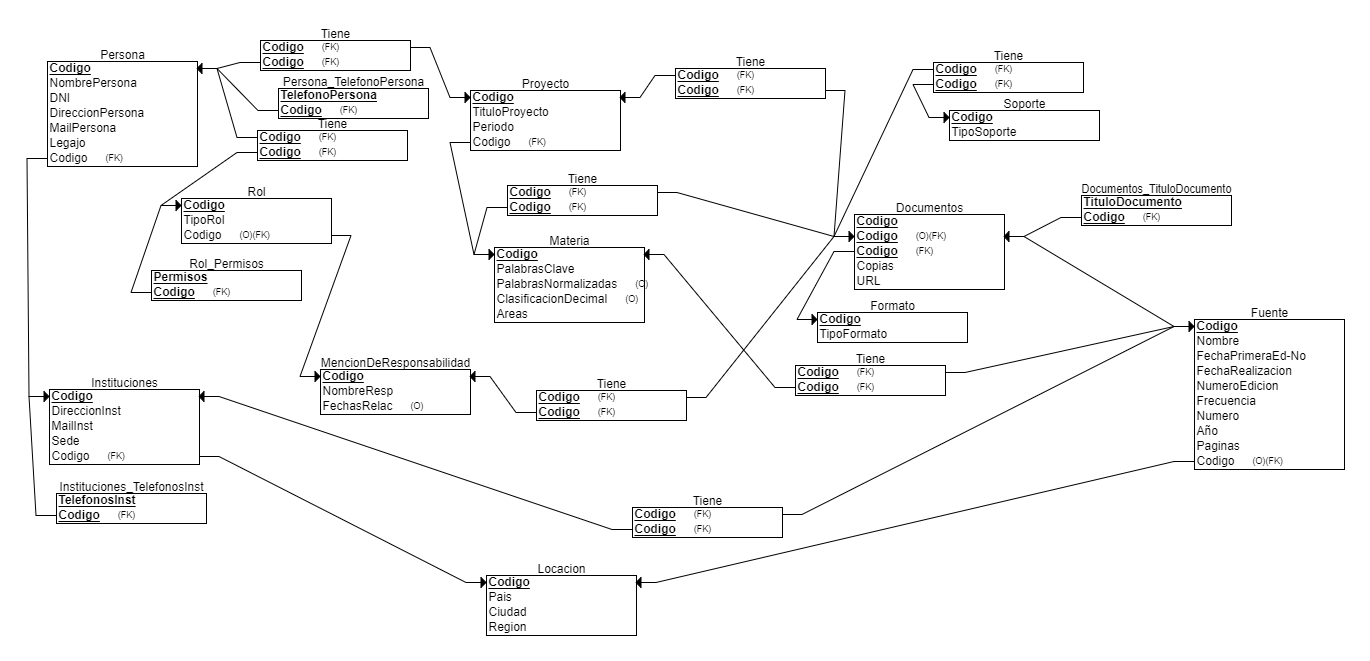 Tiene
Codigo (FK)
Codigo (FK)
Persona
Codigo
NombrePersona
DNI
DireccionPersona
MailPersona
Legajo
Codigo (FK)
Persona_TelefonoPersona
TelefonoPersona
Codigo (FK)
Tiene
Codigo (FK)
Codigo (FK)
Proyecto
Codigo
TituloProyecto
Periodo
Codigo (FK)
Tiene
Codigo (FK)
Codigo (FK)
Tiene
Codigo (FK)
Codigo (FK)
Soporte
Codigo
TipoSoporte
Rol
Codigo
TipoRol
Codigo (O)(FK)
Rol_Permisos
Permisos
Codigo (FK)
Tiene
Codigo (FK)
Codigo (FK)
Materia
Codigo
PalabrasClave
PalabrasNormalizadas (O)
ClasificacionDecimal (O)
Areas
Documentos
Codigo
Codigo (O)(FK)
Codigo (FK)
Copias
URL
Documentos_TituloDocumento
TituloDocumento
Codigo (FK)
Formato
Codigo
TipoFormato
Fuente
Codigo
Nombre
FechaPrimeraEd-No
FechaRealizacion
NumeroEdicion
Frecuencia
Numero
Año
Paginas
Codigo (O)(FK)
MencionDeResponsabilidad
Codigo
NombreResp
FechasRelac (O)
Tiene
Codigo (FK)
Codigo (FK)
Tiene
Codigo (FK)
Codigo (FK)
Instituciones
Codigo
DireccionInst
MailInst
Sede
Codigo (FK)
Instituciones_TelefonosInst
TelefonosInst
Codigo (FK)
Tiene
Codigo (FK)
Codigo (FK)
Locacion
Codigo
Pais
Ciudad
Region